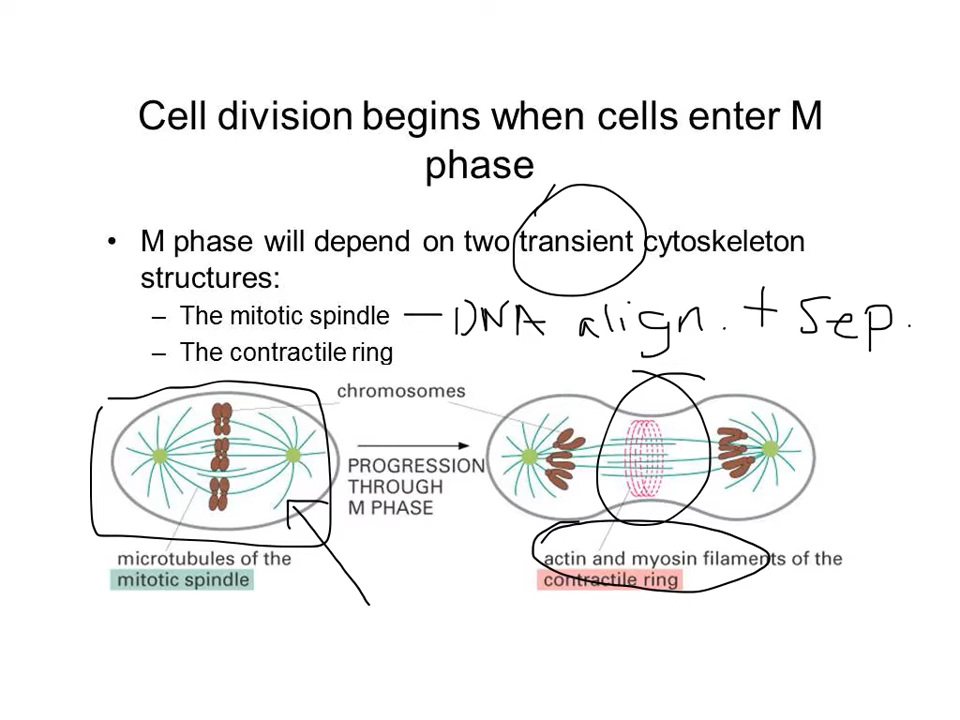 Cell division begins when cells enter M
phase
• M phase will depend on two transient cytoskeleton
structures:
– The mitotic spindle — DNA align. + Sep.
– The contractile ring
chromosomes
PROGRESSION
THROUGH
M PHASE
microtubules of the
mitotic spindle
actin and myosin filaments of the
contractile ring